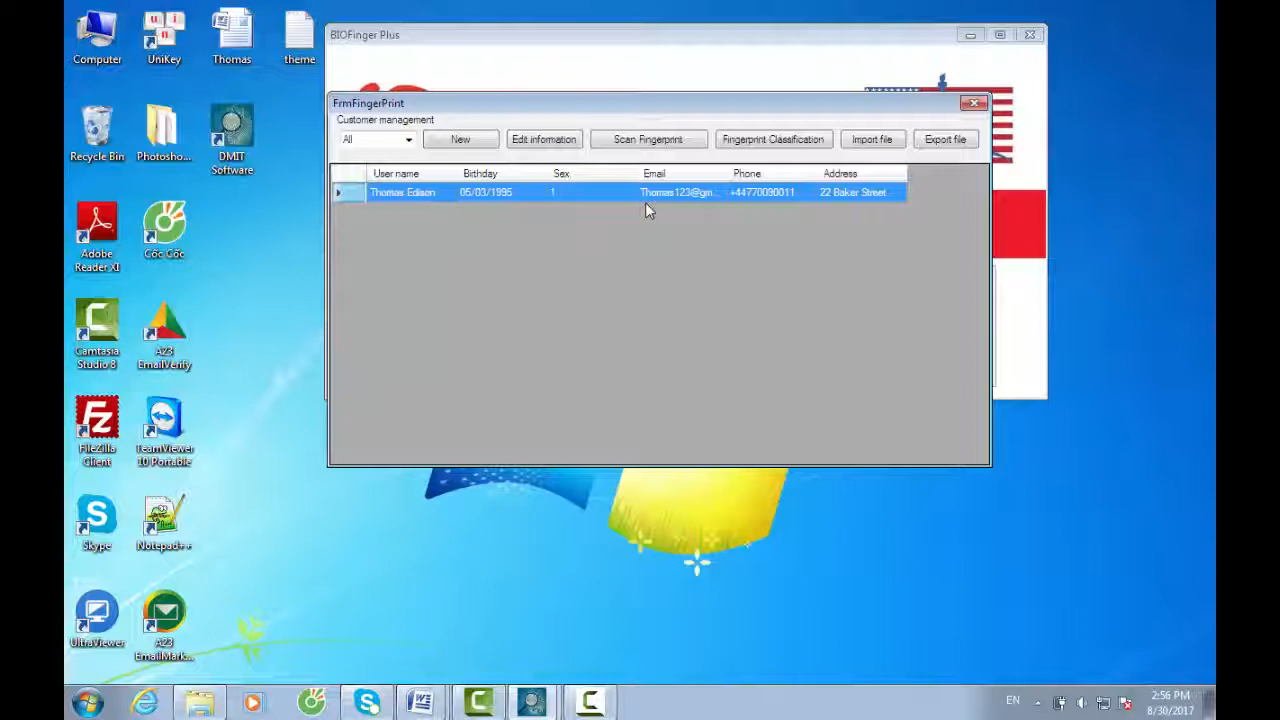 Computer
UniKey
Thomas
theme
Recycle Bin
Photosho...
DMIT
Software
Adobe
Reader XI
Cốc Cốc
Camtasia
Studio 8
A23
EmailVerify
FileZilla
Client
TeamViewer
10 Portable
Skype
Notepad++
UltraViewer
A23
EmailMark...
BIOFinger Plus
FrmFingerPrint
Customer management
All
New
Edit information
Scan Fingerprint
Fingerprint Classification
Import file
Export file
User name Birthday Sex Email Phone Address
Thomas Edison 05/03/1995 1 Thomas123@gm... +44770090011 22 Baker Street
EN
2:56 PM
8/30/2017